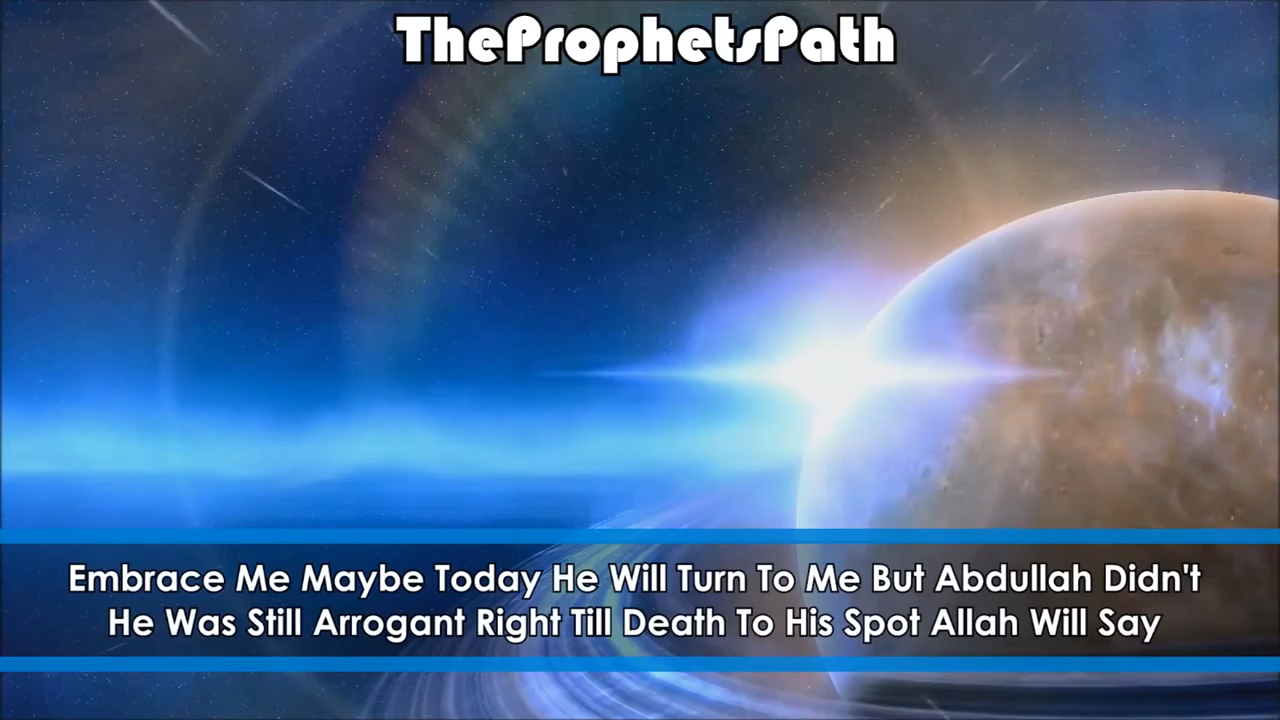 TheProphetsPath
Embrace Me Maybe Today He Will Turn To Me But Abdullah Didn't
He Was Still Arrogant Right Till Death To His Spot Allah Will Say